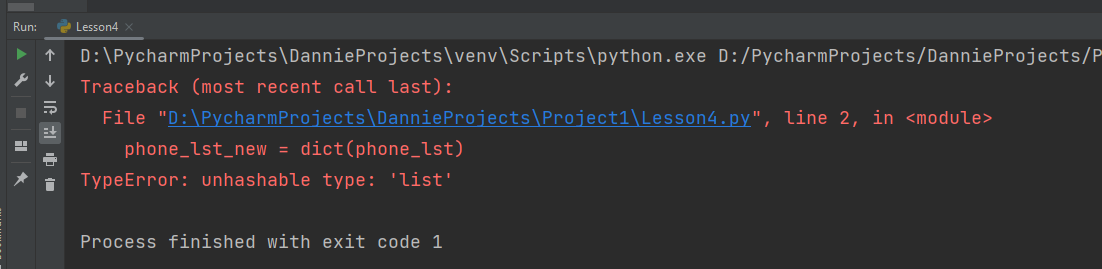 Run: Lesson4
D:\PycharmProjects\DannieProjects\venv\Scripts\python.exe D:/PycharmProjects/DannieProjects/P
Traceback (most recent call last):
File "D:\PycharmProjects\DannieProjects\Project1\Lesson4.py", line 2, in <module>
phone_lst_new = dict(phone_lst)
TypeError: unhashable type: 'list'
Process finished with exit code 1